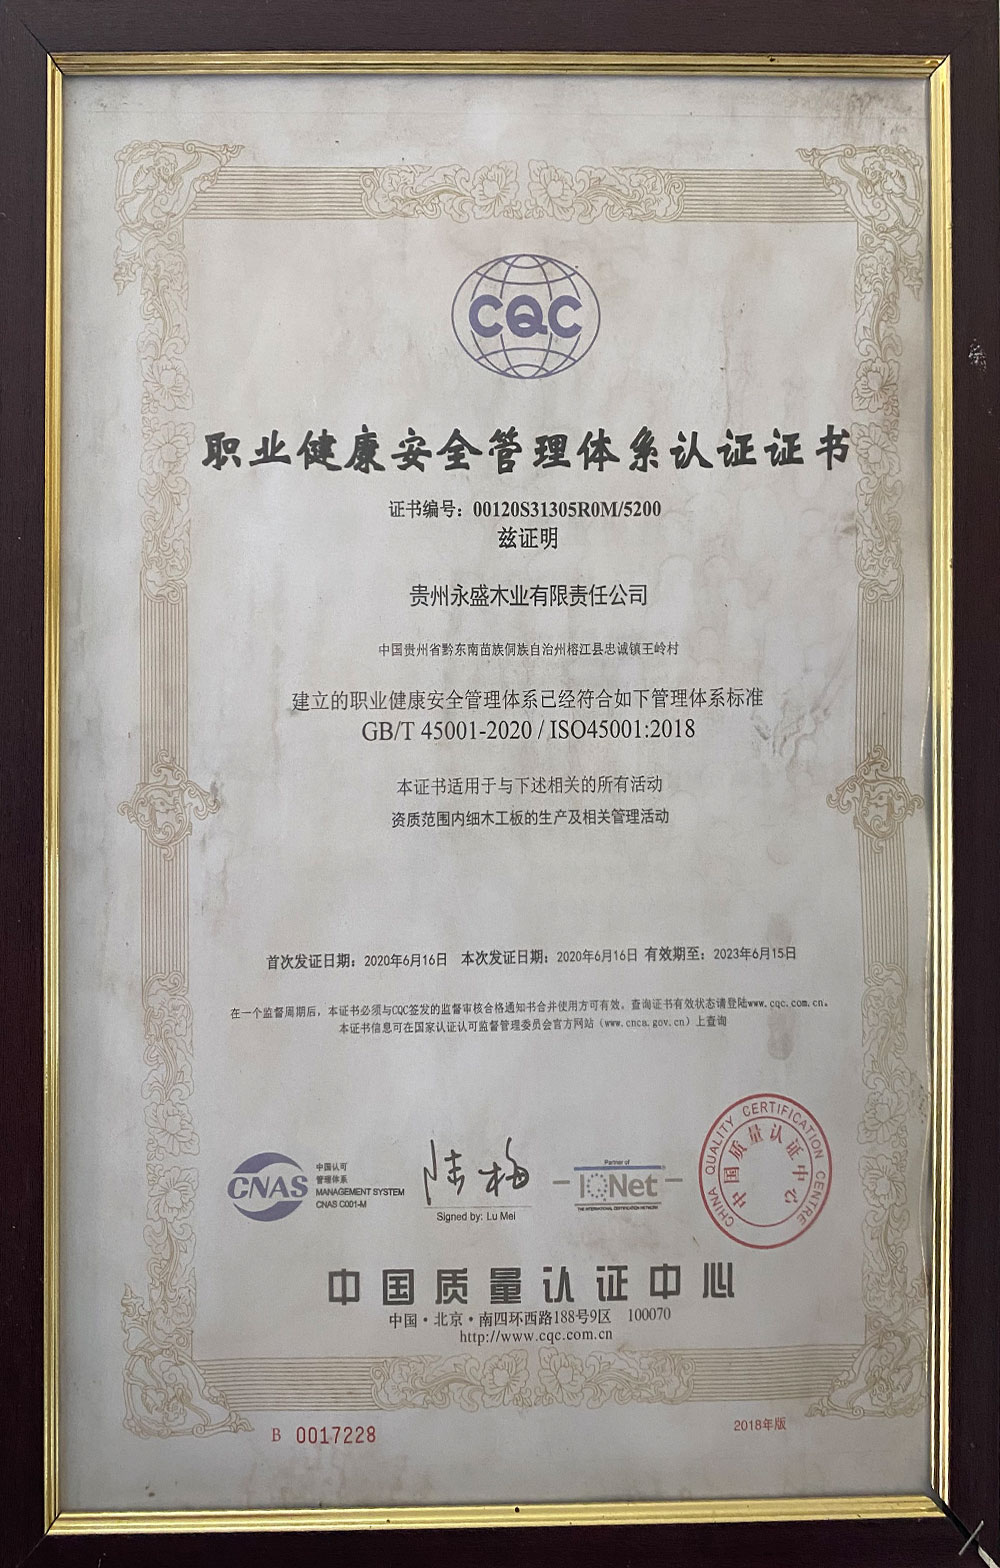 CQC
职业健康安全管理体系认证证书
证书编号：00120S31305R0M/5200
兹证明
贵州永盛木业有限责任公司
中国贵州省黔东南苗族侗族自治州榕江县忠诚镇王岭村
建立的职业健康安全管理体系已经符合如下管理体系标准
GB/T 45001-2020 / ISO45001:2018
本证书适用于与下述相关的所有活动
资质范围内细木工板的生产及相关管理活动
首次发证日期：2020年6月16日 本次发证日期：2020年6月16日 有效期至：2023年6月15日
在一个监督周期后，本证书必须与CQC签发的监督审核合格通知书合并使用方可有效。查询证书有效状态请登陆www.cqc.com.cn。
本证书信息可在国家认证认可监督管理委员会官方网站（www.cnca.gov.cn）上查询
CNAS
中国认可
管理体系
MANAGEMENT SYSTEM
CNAS C001-M
陆梅
Signed by: Lu Mei
Partner of
IQNet
THE INTERNATIONAL CERTIFICATION NETWORK
CHINA QUALITY CERTIFICATION CENTRE
中国质量认证中心
中国质量认证中心
中国·北京·南四环西路188号9区 100070
http://www.cqc.com.cn
B 0017228
2018年版